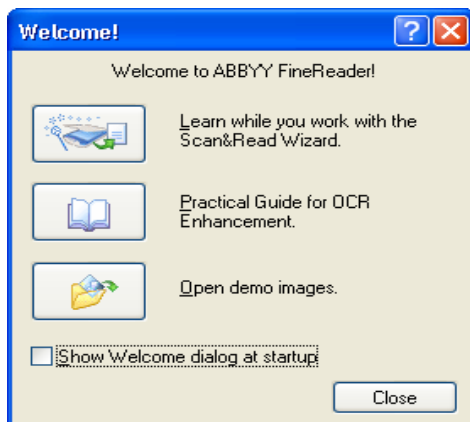 Welcome!
Welcome to ABBYY FineReader!
Learn while you work with the
Scan&Read Wizard.
Practical Guide for OCR
Enhancement.
Open demo images.
Show Welcome dialog at startup
Close